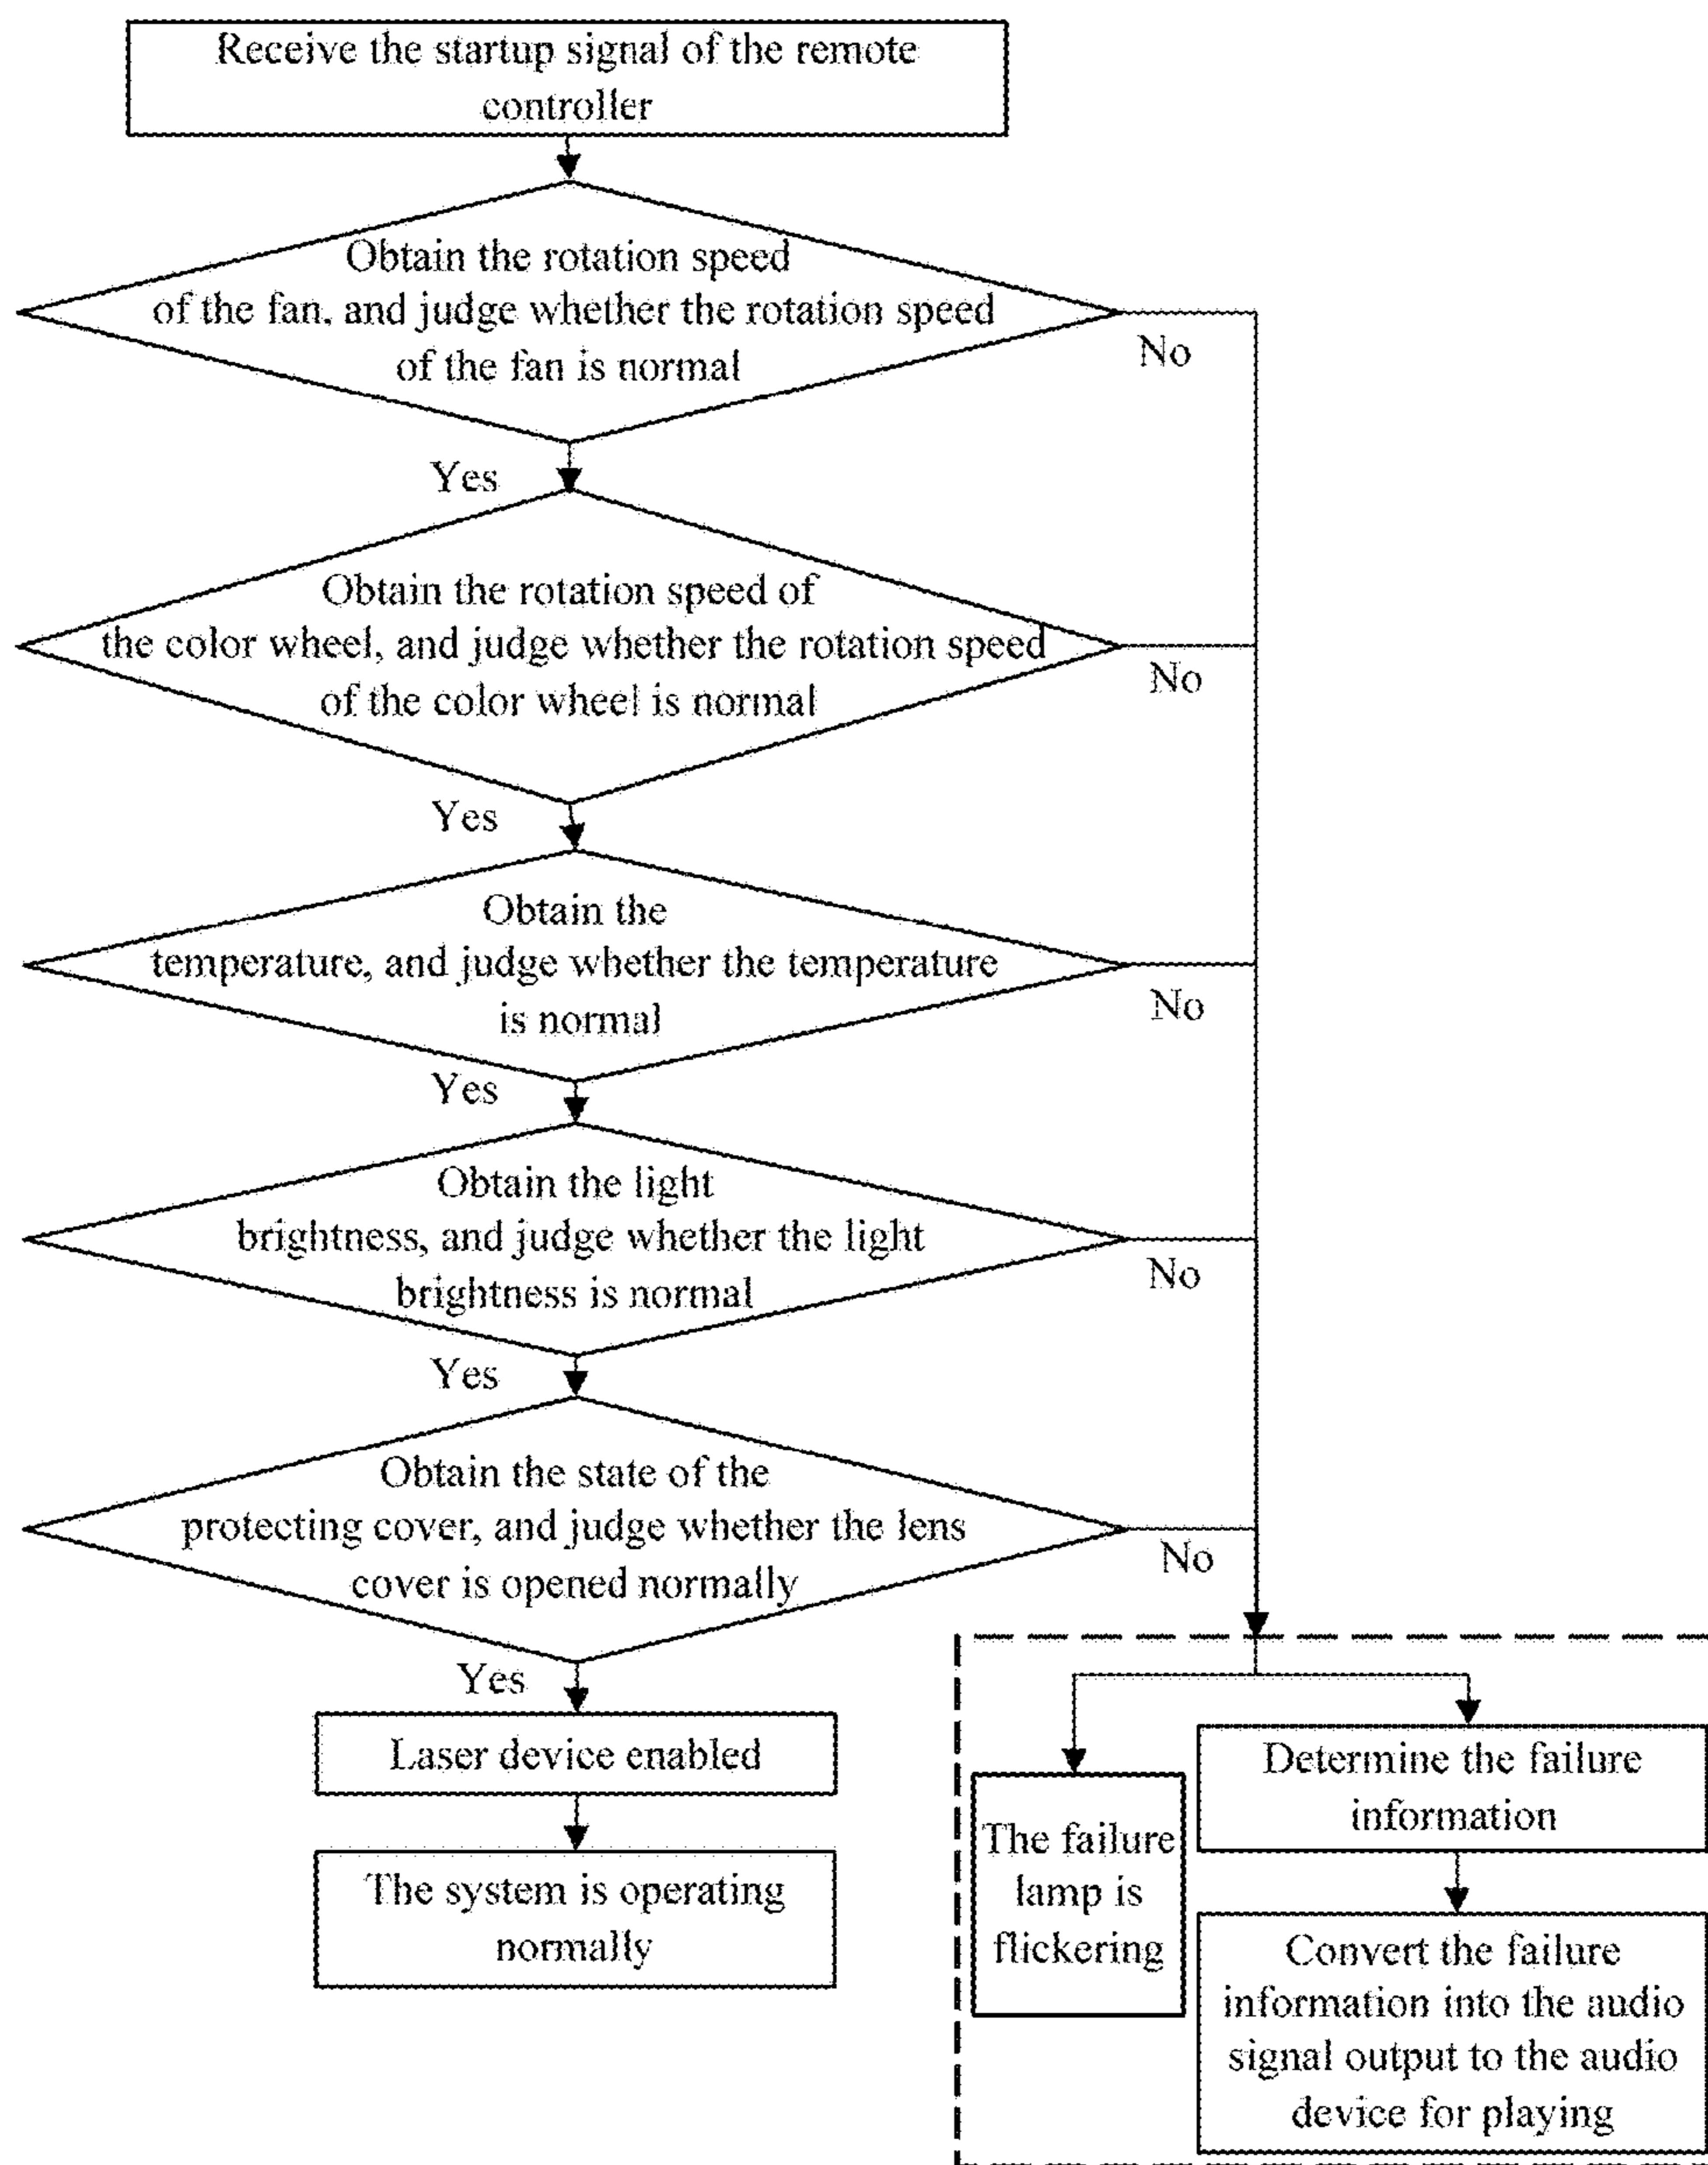 Receive the startup signal of the remote
controller
Obtain the rotation speed
of the fan, and judge whether the rotation speed
of the fan is normal
No
Yes
Obtain the rotation speed of
the color wheel, and judge whether the rotation speed
of the color wheel is normal
No
Yes
Obtain the
temperature, and judge whether the temperature
is normal
No
Yes
Obtain the light
brightness, and judge whether the light
brightness is normal
No
Yes
Obtain the state of the
protecting cover, and judge whether the lens
cover is opened normally
No
Yes
Laser device enabled
The system is operating
normally
The failure
lamp is
flickering
Determine the failure
information
Convert the failure
information into the audio
signal output to the audio
device for playing